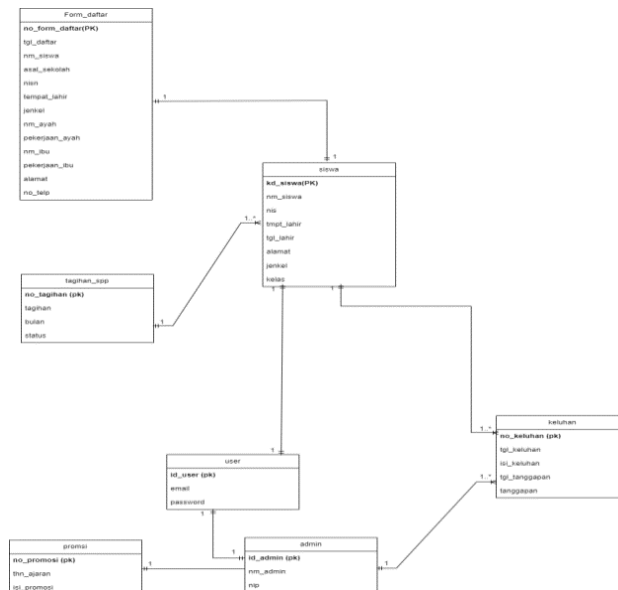 Form_daftar
no_form_daftar(PK)
tgl_daftar
nm_siswa
asal_sekolah
nisn
tempat_lahir
jenkel
nm_ayah
pekerjaan_ayah
nm_ibu
pekerjaan_ibu
alamat
no_telp
1
1
siswa
kd_siswa(PK)
nm_siswa
nisi
tmpt_lahir
tgl_lahir
alamat
jenkel
kelas
1..*
1
1
1
tagihan_spp
no_tagihan (pk)
tagihan
bulan
status
keluhan
no_keluhan (pk)
tgl_keluhan
isi_keluhan
tgl_tanggapan
tanggapan
1..*
1..*
1
user
id_user (pk)
email
password
1
1
admin
id_admin (pk)
nm_admin
nip
1
1
promsi
no_promosi (pk)
thn_ajaran
isi_promosi